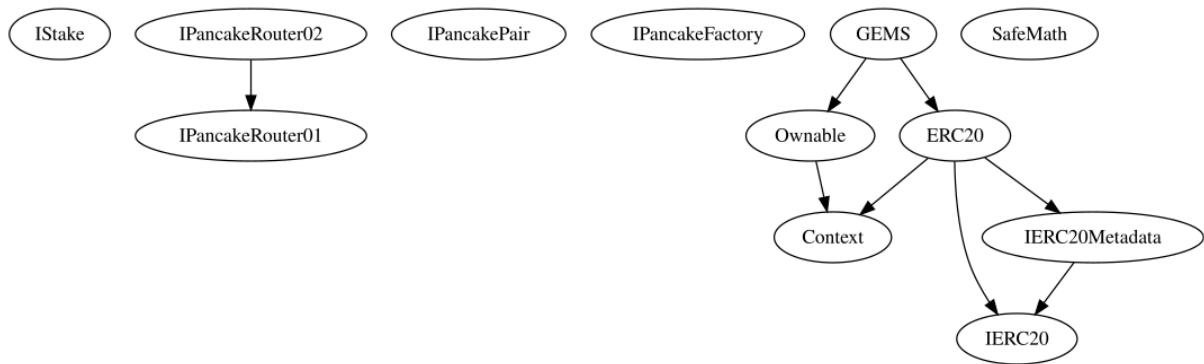 IStake
IPancakeRouter02
IPancakePair
IPancakeFactory
GEMS
SafeMath
IPancakeRouter01
Ownable
ERC20
Context
IERC20Metadata
IERC20